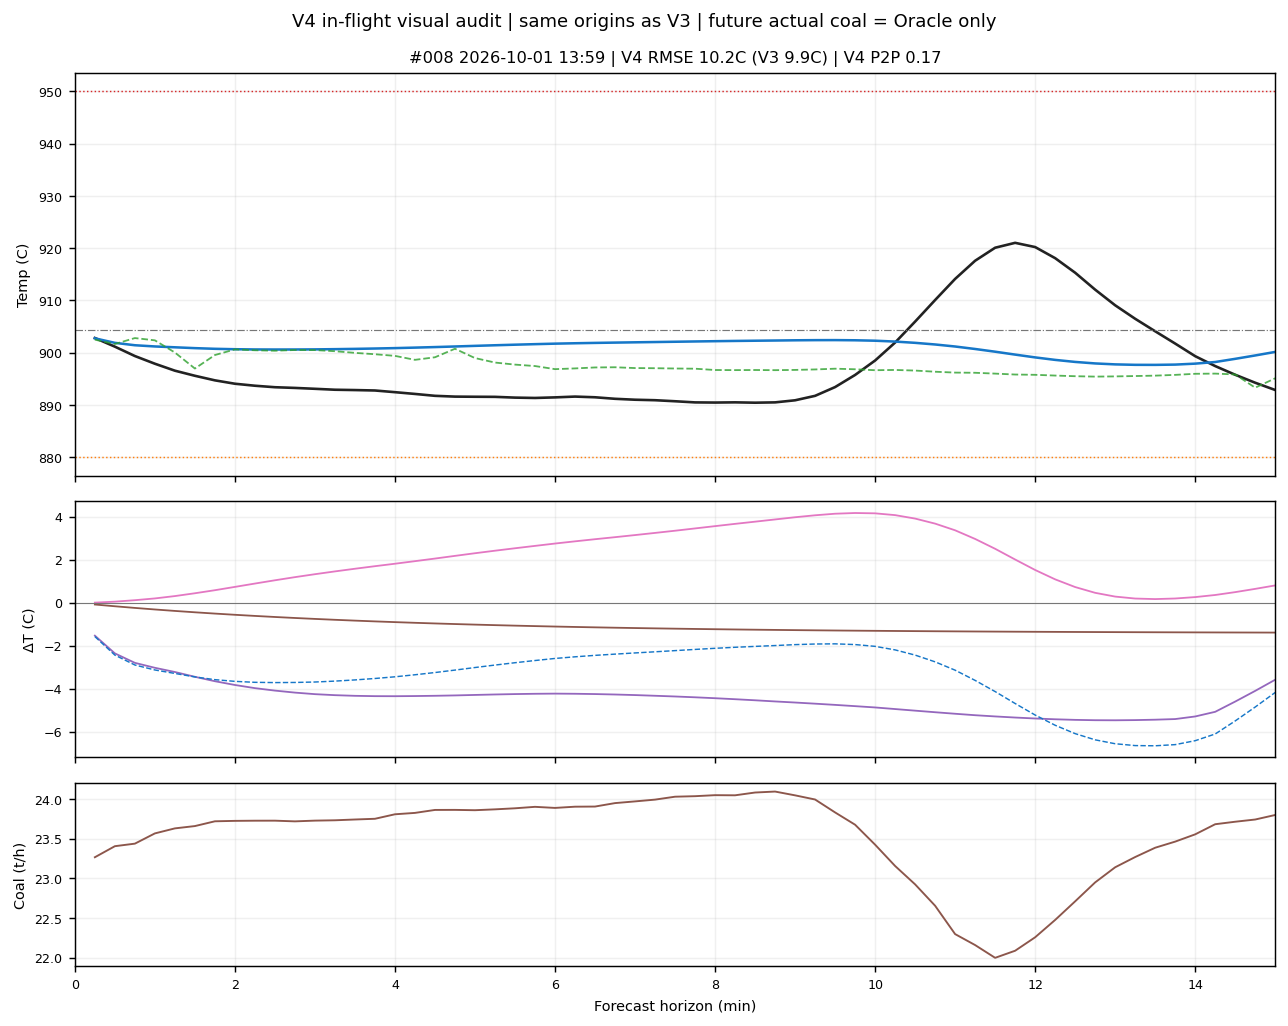 V4 in-flight visual audit | same origins as V3 | future actual coal = Oracle only
#008 2026-10-01 13:59 | V4 RMSE 10.2C (V3 9.9C) | V4 P2P 0.17
Temp (C)
950
940
930
920
910
900
890
880
ΔT (C)
4
2
0
−2
−4
−6
Coal (t/h)
24.0
23.5
23.0
22.5
22.0
0 2 4 6 8 10 12 14
Forecast horizon (min)